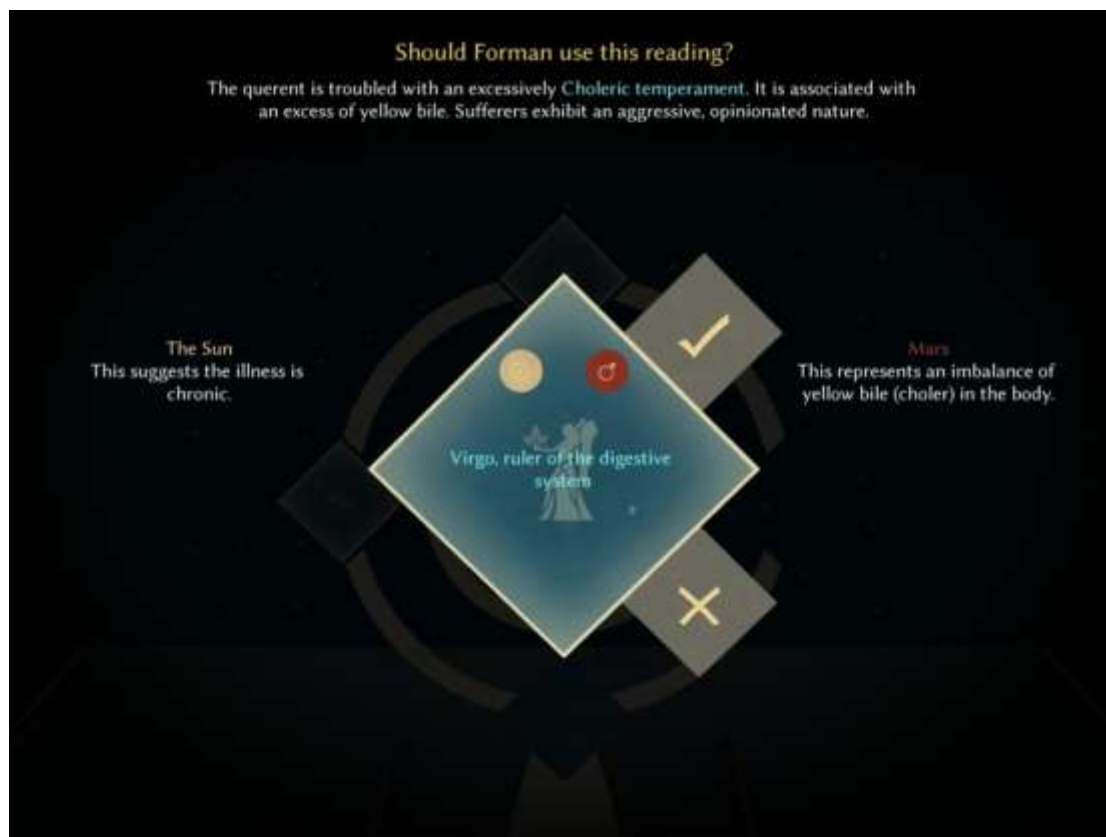 Should Forman use this reading?
The querent is troubled with an excessively Choleric temperament. It is associated with
an excess of yellow bile. Sufferers exhibit an aggressive, opinionated nature.
The Sun
This suggests the illness is
chronic.
Virgo, ruler of the digestive
system
Mars
This represents an imbalance of
yellow bile (choler) in the body.